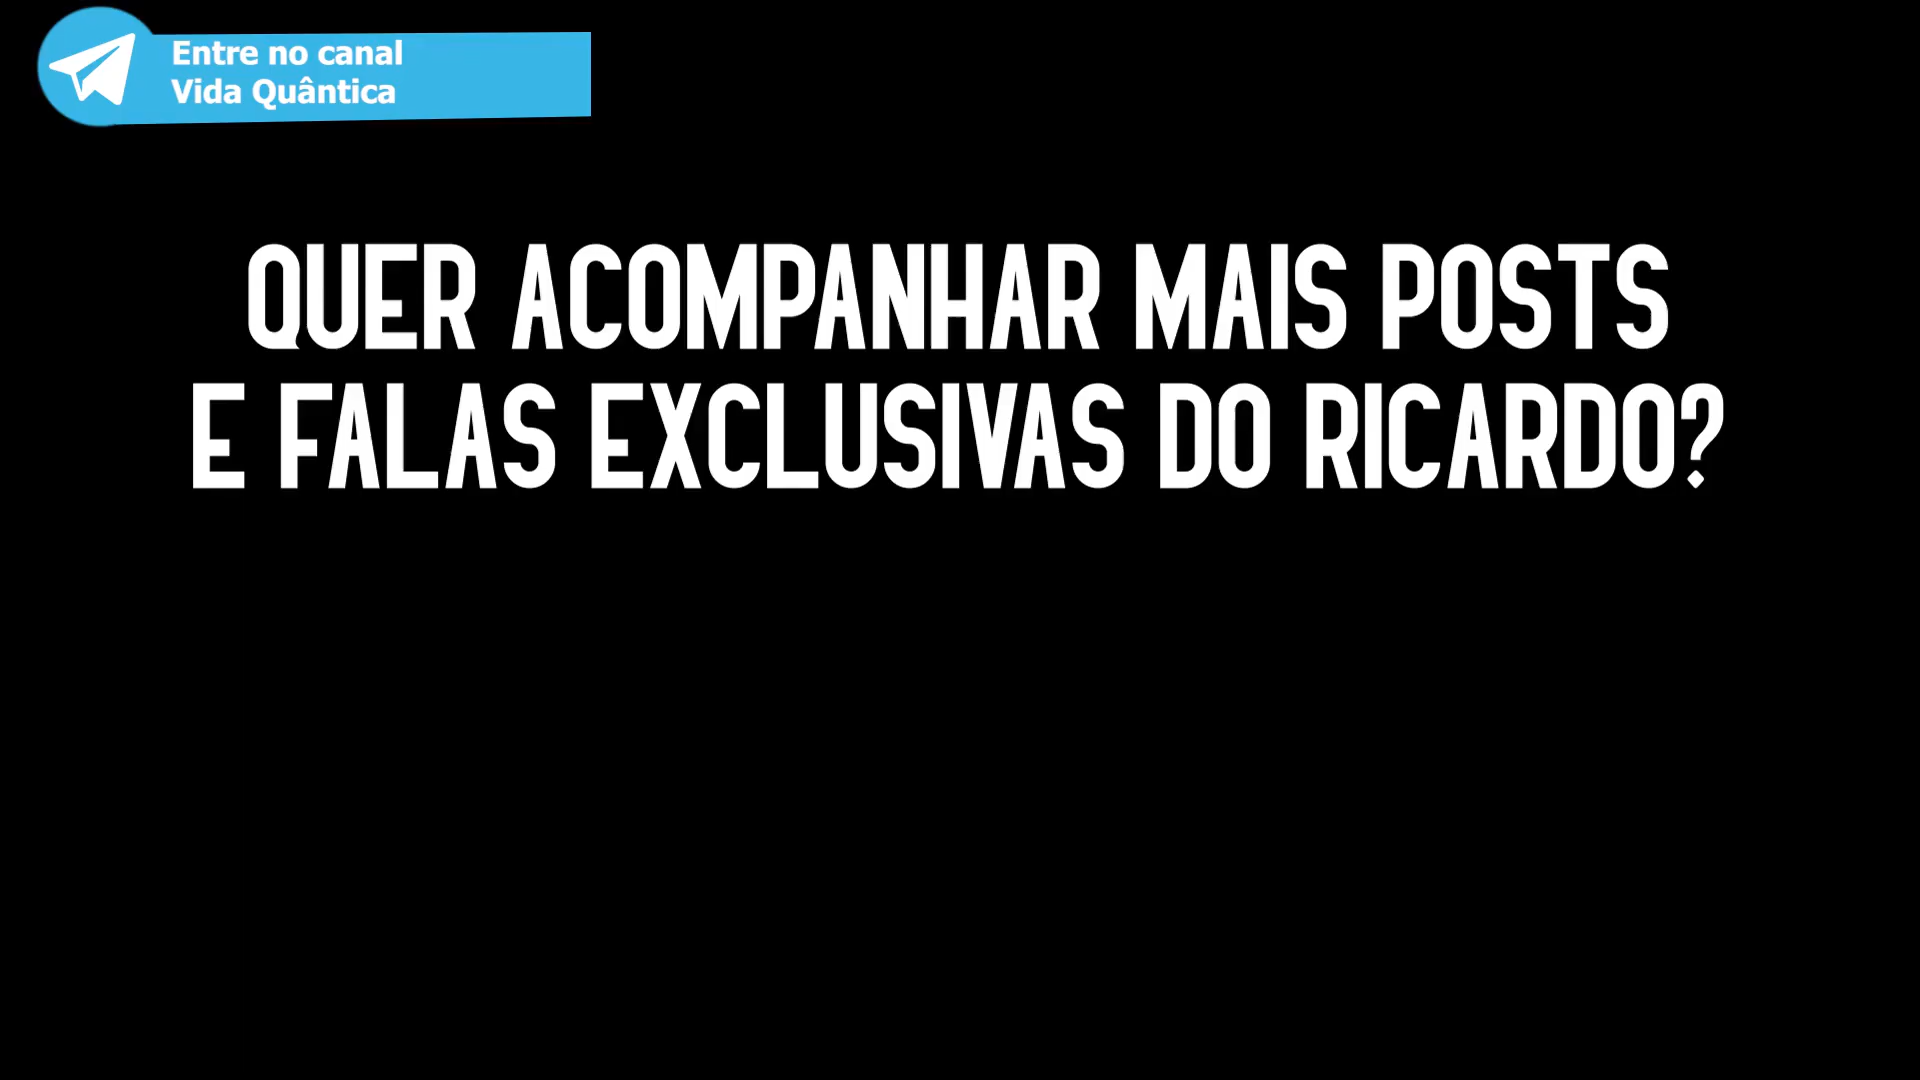 Entre no canal
Vida Quântica
QUER ACOMPANHAR MAIS POSTS
E FALAS EXCLUSIVAS DO RICARDO?